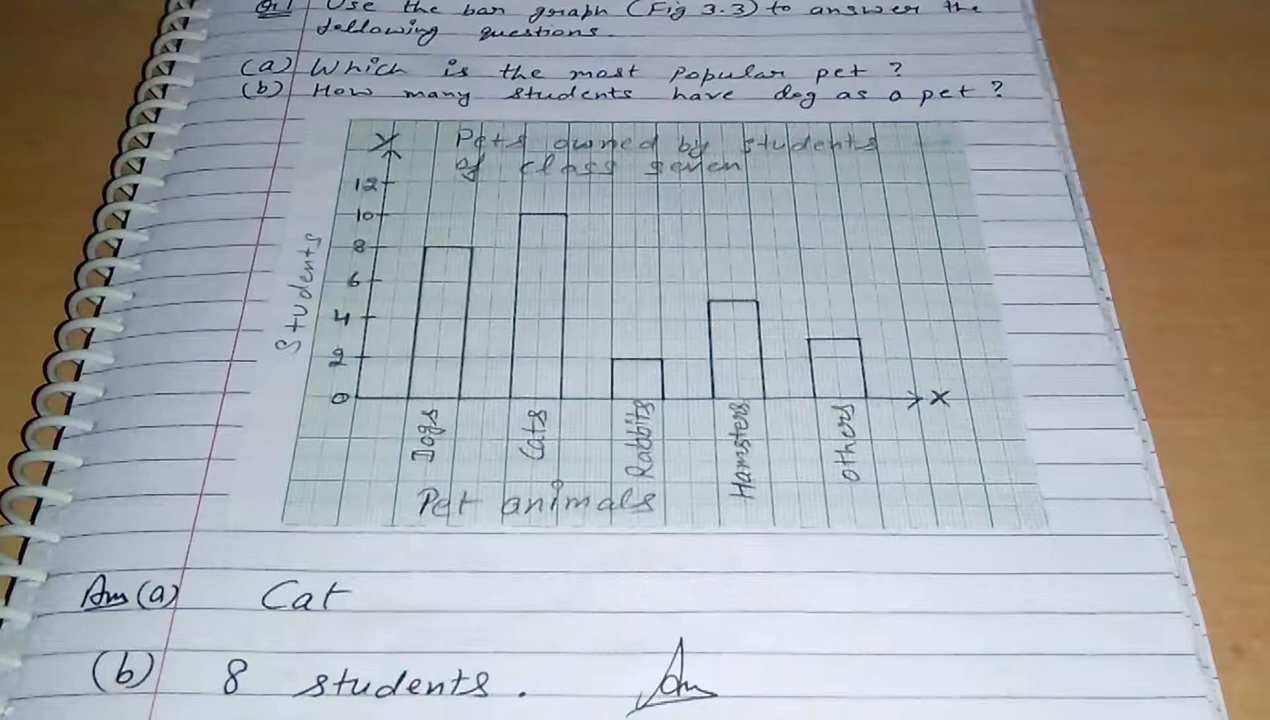 Q.1 Use the bar graph (Fig 3.3) to answer the
following questions.
(a) Which is the most popular pet ?
(b) How many students have dog as a pet ?
Y
Pets owned by students
of class seven
12
10
8
6
4
2
0
Students
X
Dogs
Cats
Rabbits
Hamsters
others
Pet animals
Ans (a) Cat
(b) 8 students. Ans